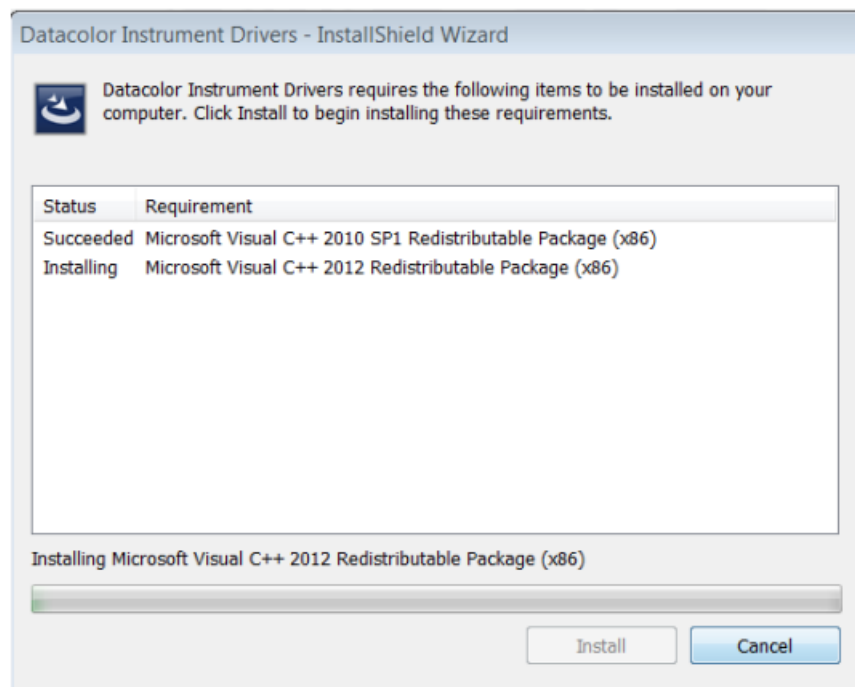 Datacolor Instrument Drivers - InstallShield Wizard
Datacolor Instrument Drivers requires the following items to be installed on your
computer. Click Install to begin installing these requirements.
Status Requirement
Succeeded Microsoft Visual C++ 2010 SP1 Redistributable Package (x86)
Installing Microsoft Visual C++ 2012 Redistributable Package (x86)
Installing Microsoft Visual C++ 2012 Redistributable Package (x86)
Install Cancel